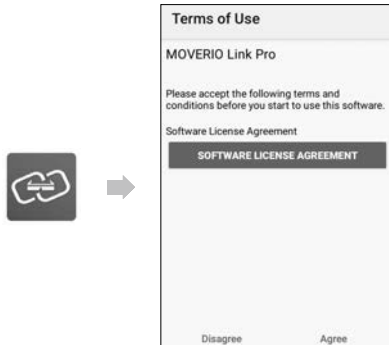 Terms of Use
MOVERIO Link Pro
Please accept the following terms and
conditions before you start to use this software.
Software License Agreement
SOFTWARE LICENSE AGREEMENT
Disagree Agree